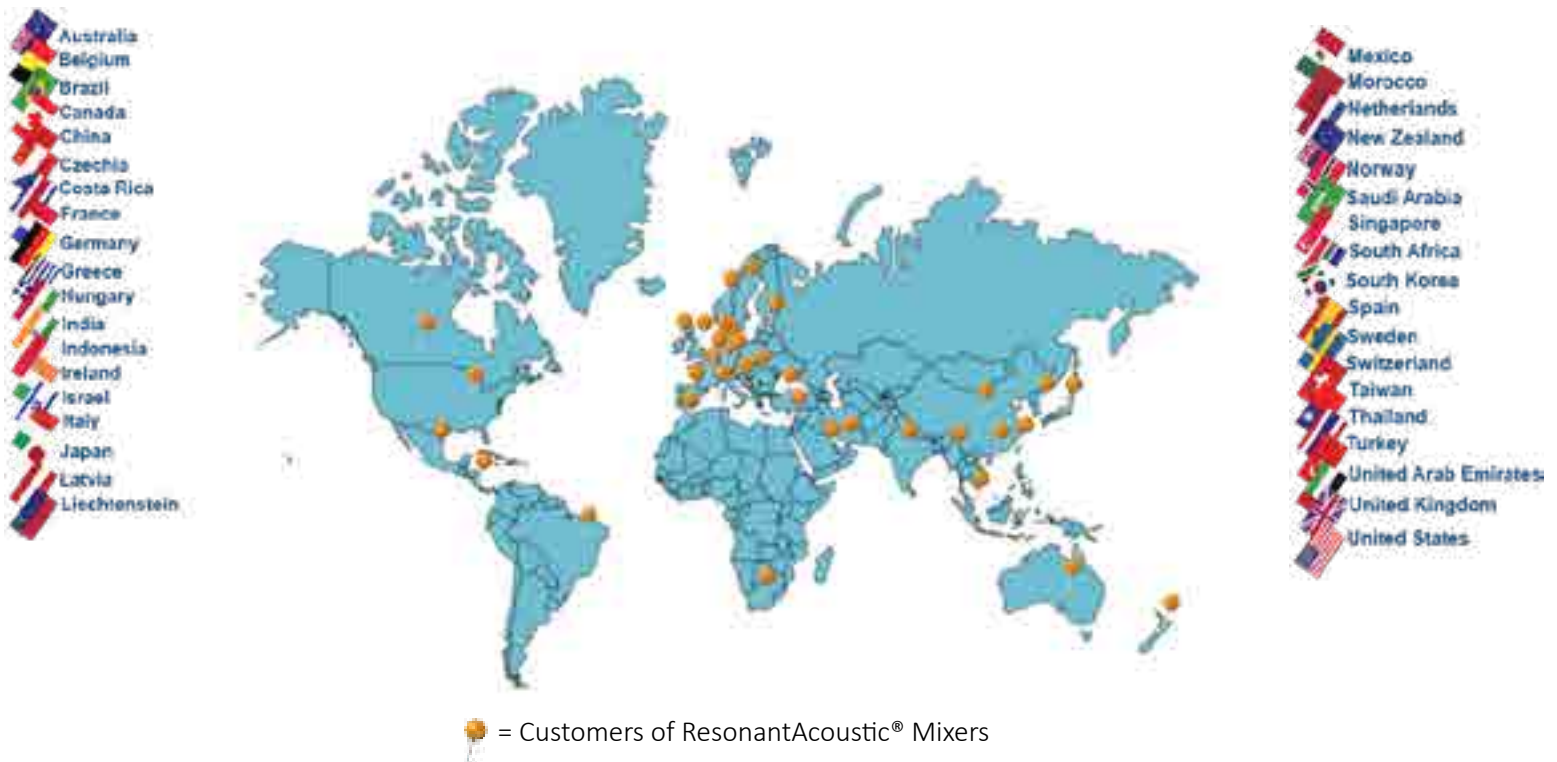 Australia
Belgium
Brazil
Canada
China
Czechia
Costa Rica
France
Germany
Greece
Hungary
India
Indonesia
Ireland
Israel
Italy
Japan
Latvia
Liechtenstein
Mexico
Morocco
Netherlands
New Zealand
Norway
Saudi Arabia
Singapore
South Africa
South Korea
Spain
Sweden
Switzerland
Taiwan
Thailand
Turkey
United Arab Emirates
United Kingdom
United States
= Customers of ResonantAcoustic® Mixers